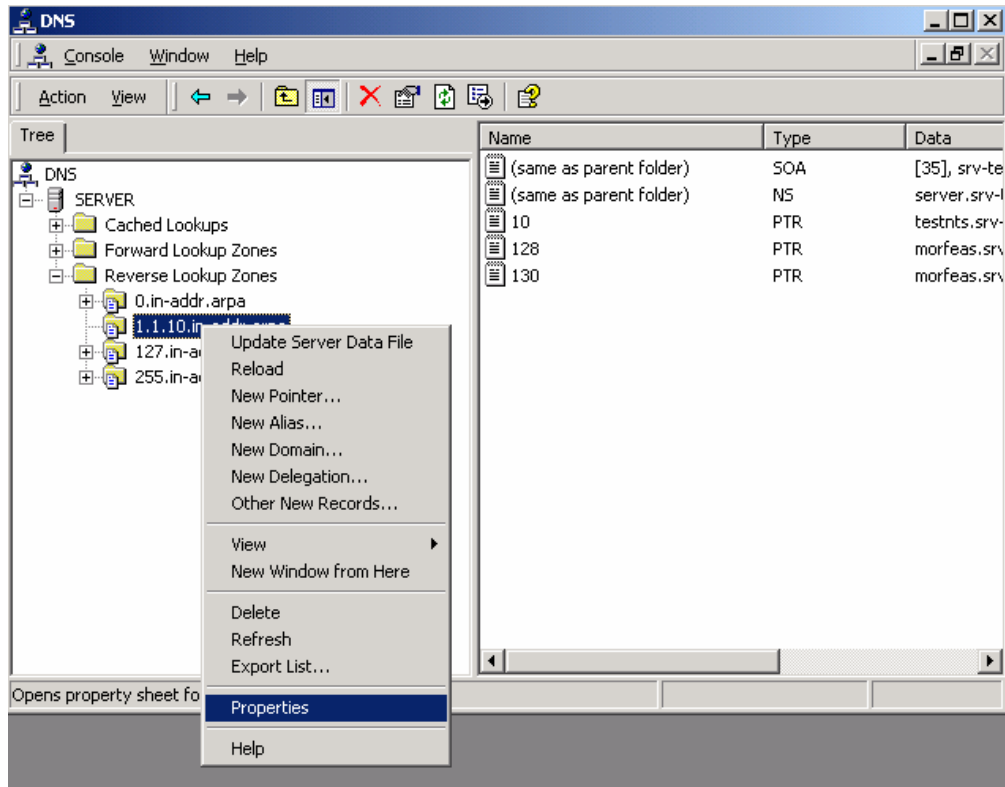 DNS
Console Window Help
Action View
Tree
Name Type Data
DNS
SERVER
Cached Lookups
Forward Lookup Zones
Reverse Lookup Zones
0.in-addr.arpa
1.1.10.in-addr.arpa
127.in-a
255.in-a
(same as parent folder) SOA [35], srv-te
(same as parent folder) NS server.srv-
10 PTR testnts.srv-
128 PTR morfeas.srv
130 PTR morfeas.srv
Update Server Data File
Reload
New Pointer...
New Alias...
New Domain...
New Delegation...
Other New Records...
View
New Window from Here
Delete
Refresh
Export List...
Properties
Help
Opens property sheet fo